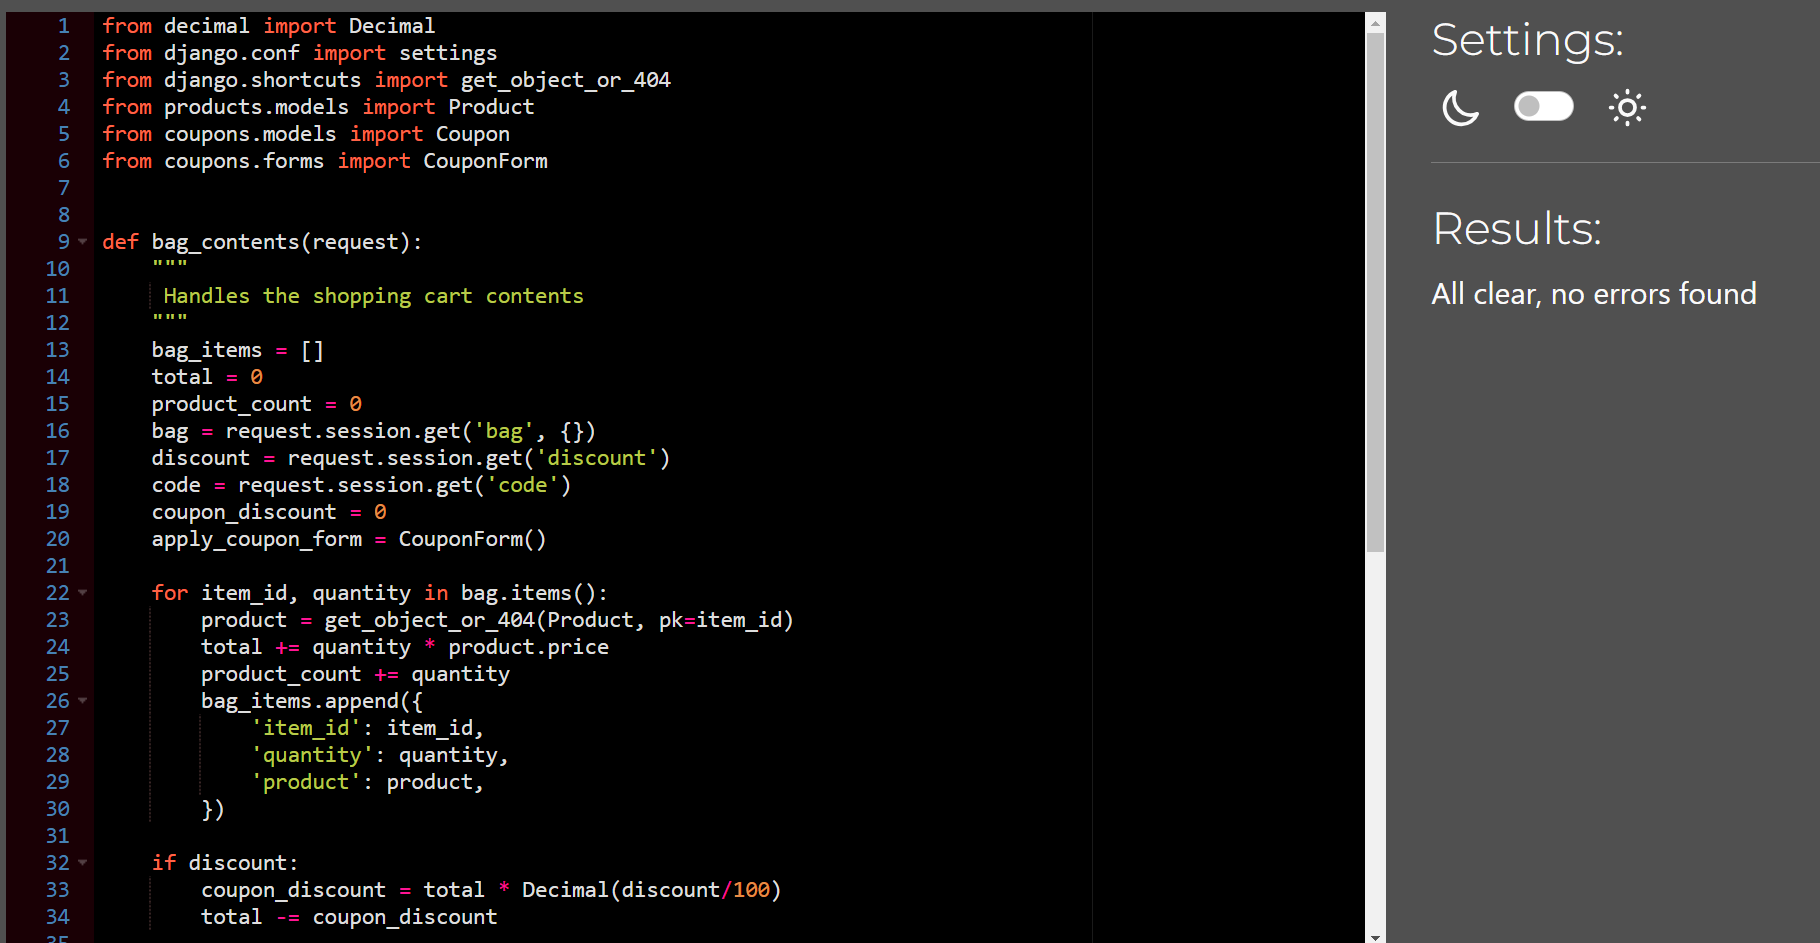 1 from decimal import Decimal
2 from django.conf import settings
3 from django.shortcuts import get_object_or_404
4 from products.models import Product
5 from coupons.models import Coupon
6 from coupons.forms import CouponForm
7
8
9 def bag_contents(request):
10     """
11      Handles the shopping cart contents
12     """
13     bag_items = []
14     total = 0
15     product_count = 0
16     bag = request.session.get('bag', {})
17     discount = request.session.get('discount')
18     code = request.session.get('code')
19     coupon_discount = 0
20     apply_coupon_form = CouponForm()
21
22     for item_id, quantity in bag.items():
23         product = get_object_or_404(Product, pk=item_id)
24         total += quantity * product.price
25         product_count += quantity
26         bag_items.append({
27             'item_id': item_id,
28             'quantity': quantity,
29             'product': product,
30         })
31
32     if discount:
33         coupon_discount = total * Decimal(discount/100)
34         total -= coupon_discount
35
Settings:
Results:
All clear, no errors found